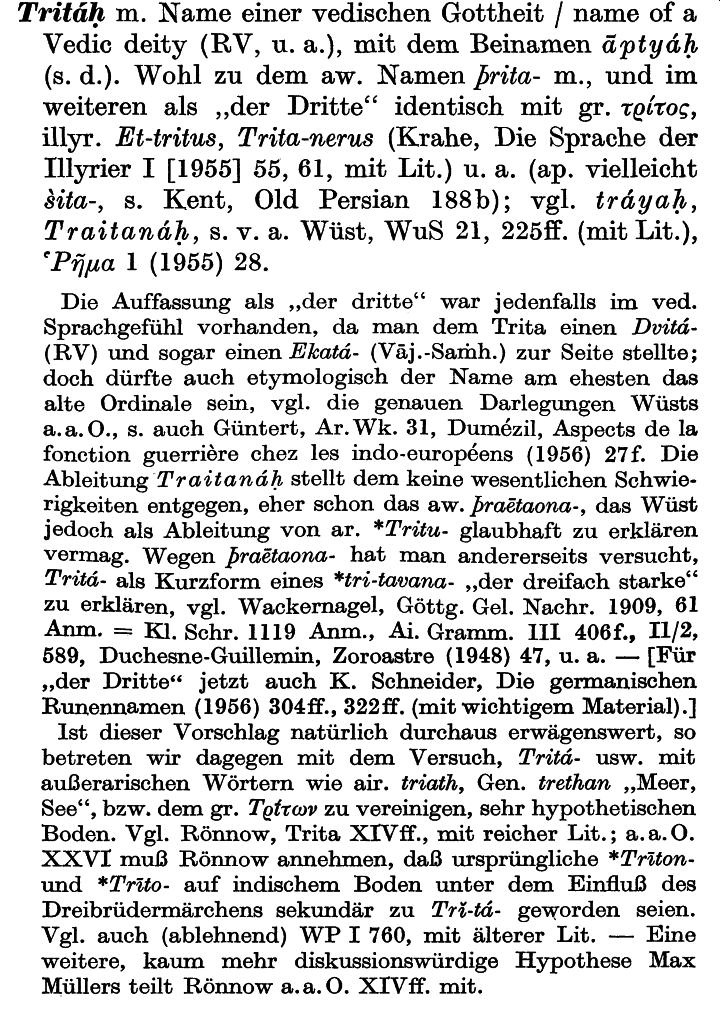 Tritáḥ m. Name einer vedischen Gottheit / name of a
Vedic deity (RV, u. a.), mit dem Beinamen āptyáḥ
(s. d.). Wohl zu dem aw. Namen þrita- m., und im
weiteren als „der Dritte“ identisch mit gr. τρίτος,
illyr. Et-tritus, Trita-nerus (Krahe, Die Sprache der
Illyrier I [1955] 55, 61, mit Lit.) u. a. (ap. vielleicht
s̀ita-, s. Kent, Old Persian 188b); vgl. tráyaḥ,
Traitanáḥ, s. v. a. Wüst, WuS 21, 225ff. (mit Lit.),
Ῥῆμα 1 (1955) 28.
Die Auffassung als „der dritte“ war jedenfalls im ved.
Sprachgefühl vorhanden, da man dem Trita einen Dvitá-
(RV) und sogar einen Ekatá- (Vāj.-Saṁh.) zur Seite stellte;
doch dürfte auch etymologisch der Name am ehesten das
alte Ordinale sein, vgl. die genauen Darlegungen Wüsts
a.a.O., s. auch Güntert, Ar.Wk. 31, Dumézil, Aspects de la
fonction guerrière chez les indo-européens (1956) 27f. Die
Ableitung Traitanáḥ stellt dem keine wesentlichen Schwie-
rigkeiten entgegen, eher schon das aw. þraētaona-, das Wüst
jedoch als Ableitung von ar. *Tritu- glaubhaft zu erklären
vermag. Wegen þraētaona- hat man andererseits versucht,
Tritá- als Kurzform eines *tri-tavana- „der dreifach starke“
zu erklären, vgl. Wackernagel, Göttg. Gel. Nachr. 1909, 61
Anm. = Kl. Schr. 1119 Anm., Ai. Gramm. III 406f., II/2,
589, Duchesne-Guillemin, Zoroastre (1948) 47, u. a. — [Für
„der Dritte“ jetzt auch K. Schneider, Die germanischen
Runennamen (1956) 304ff., 322ff. (mit wichtigem Material).]
Ist dieser Vorschlag natürlich durchaus erwägenswert, so
betreten wir dagegen mit dem Versuch, Tritá- usw. mit
außerarischen Wörtern wie air. triath, Gen. trethan „Meer,
See“, bzw. dem gr. Τρίτων zu vereinigen, sehr hypothetischen
Boden. Vgl. Rönnow, Trita XIVff., mit reicher Lit.; a.a.O.
XXVI muß Rönnow annehmen, daß ursprüngliche *Trīton-
und *Trīto- auf indischem Boden unter dem Einfluß des
Dreibrüdermärchens sekundär zu Trĭ-tá- geworden seien.
Vgl. auch (ablehnend) WP I 760, mit älterer Lit. — Eine
weitere, kaum mehr diskussionswürdige Hypothese Max
Müllers teilt Rönnow a.a.O. XIVff. mit.